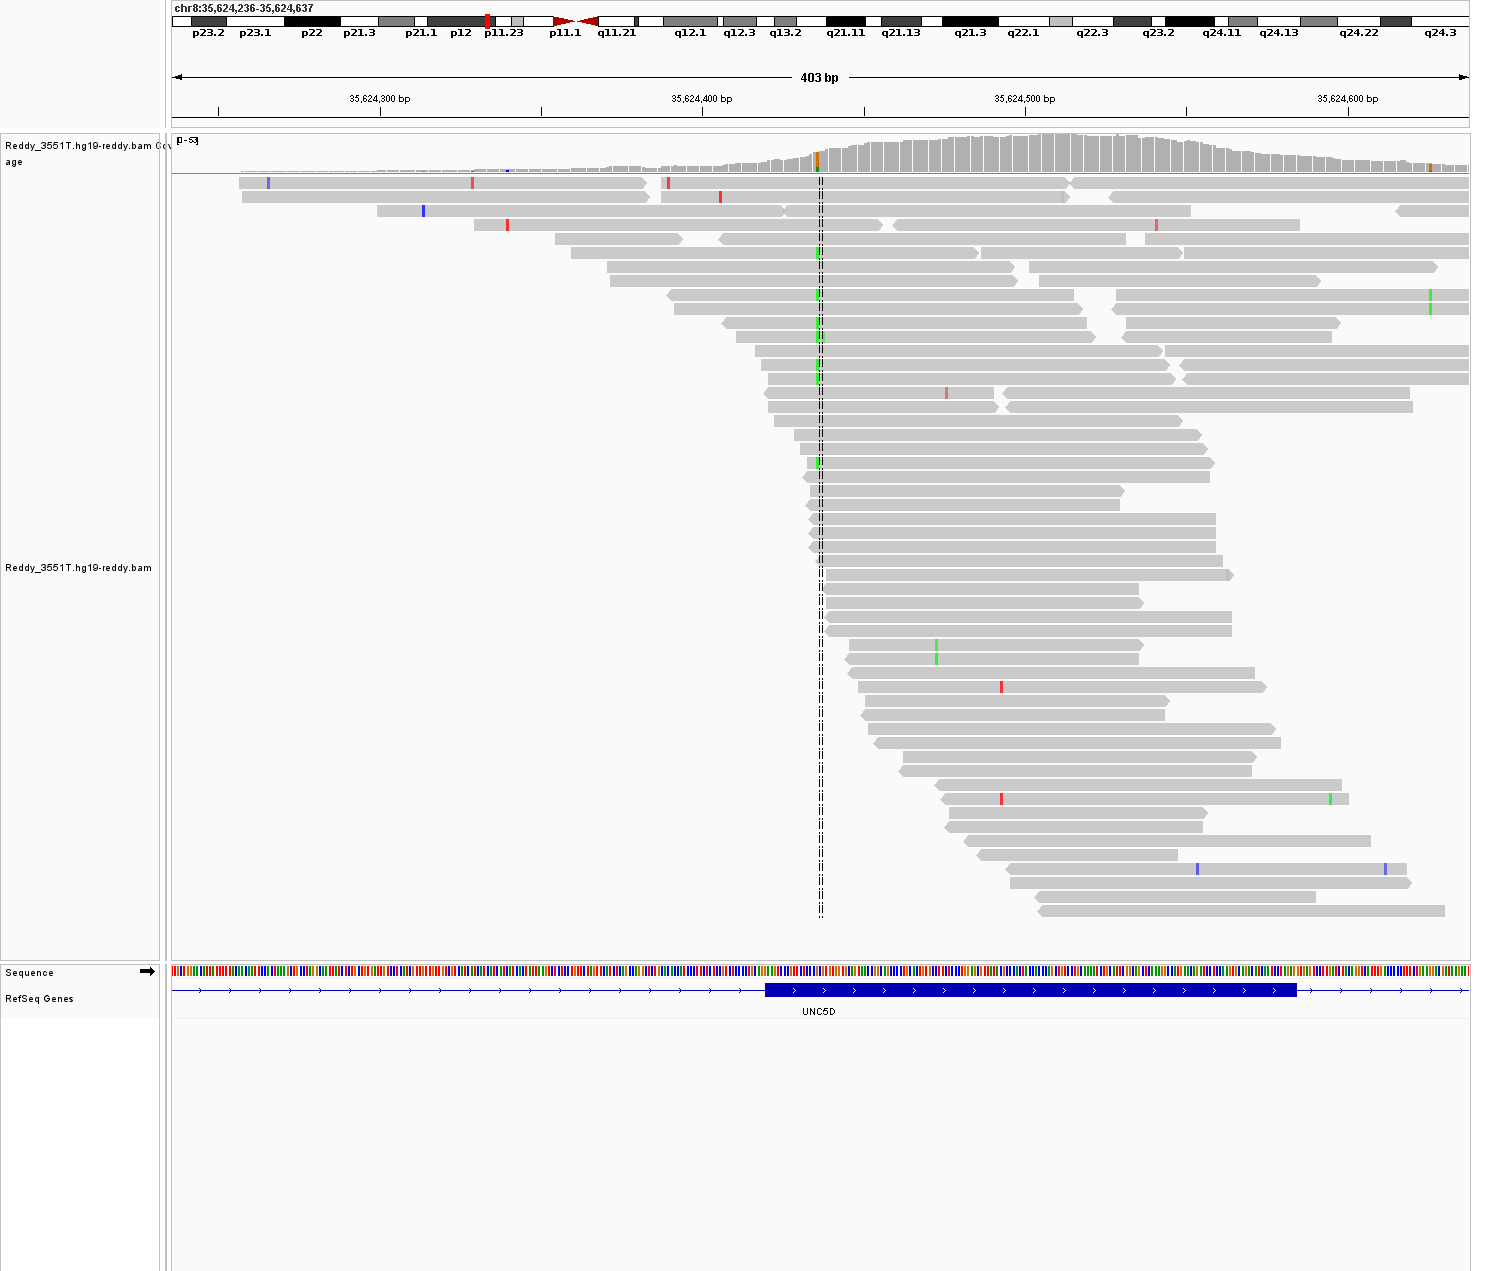 chr8:35,624,236-35,624,637
p23.2 p23.1 p22 p21.3 p21.1 p12 p11.23 p11.1 q11.21 q12.1 q12.3 q13.2 q21.11 q21.13 q21.3 q22.1 q22.3 q23.2 q24.11 q24.13 q24.22 q24.3
403 bp
35,624,300 bp 35,624,400 bp 35,624,500 bp 35,624,600 bp
Reddy_3551T.hg19-reddy.bam Cov
age
Reddy_3551T.hg19-reddy.bam
Sequence
RefSeq Genes
UNC5D